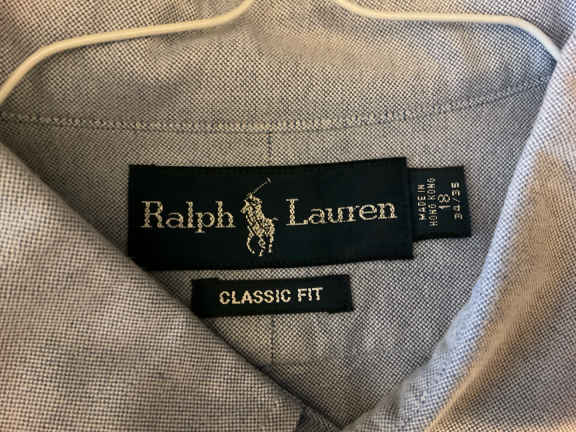 Ralph Lauren
MADE IN
HONG KONG
18
34/35
CLASSIC FIT